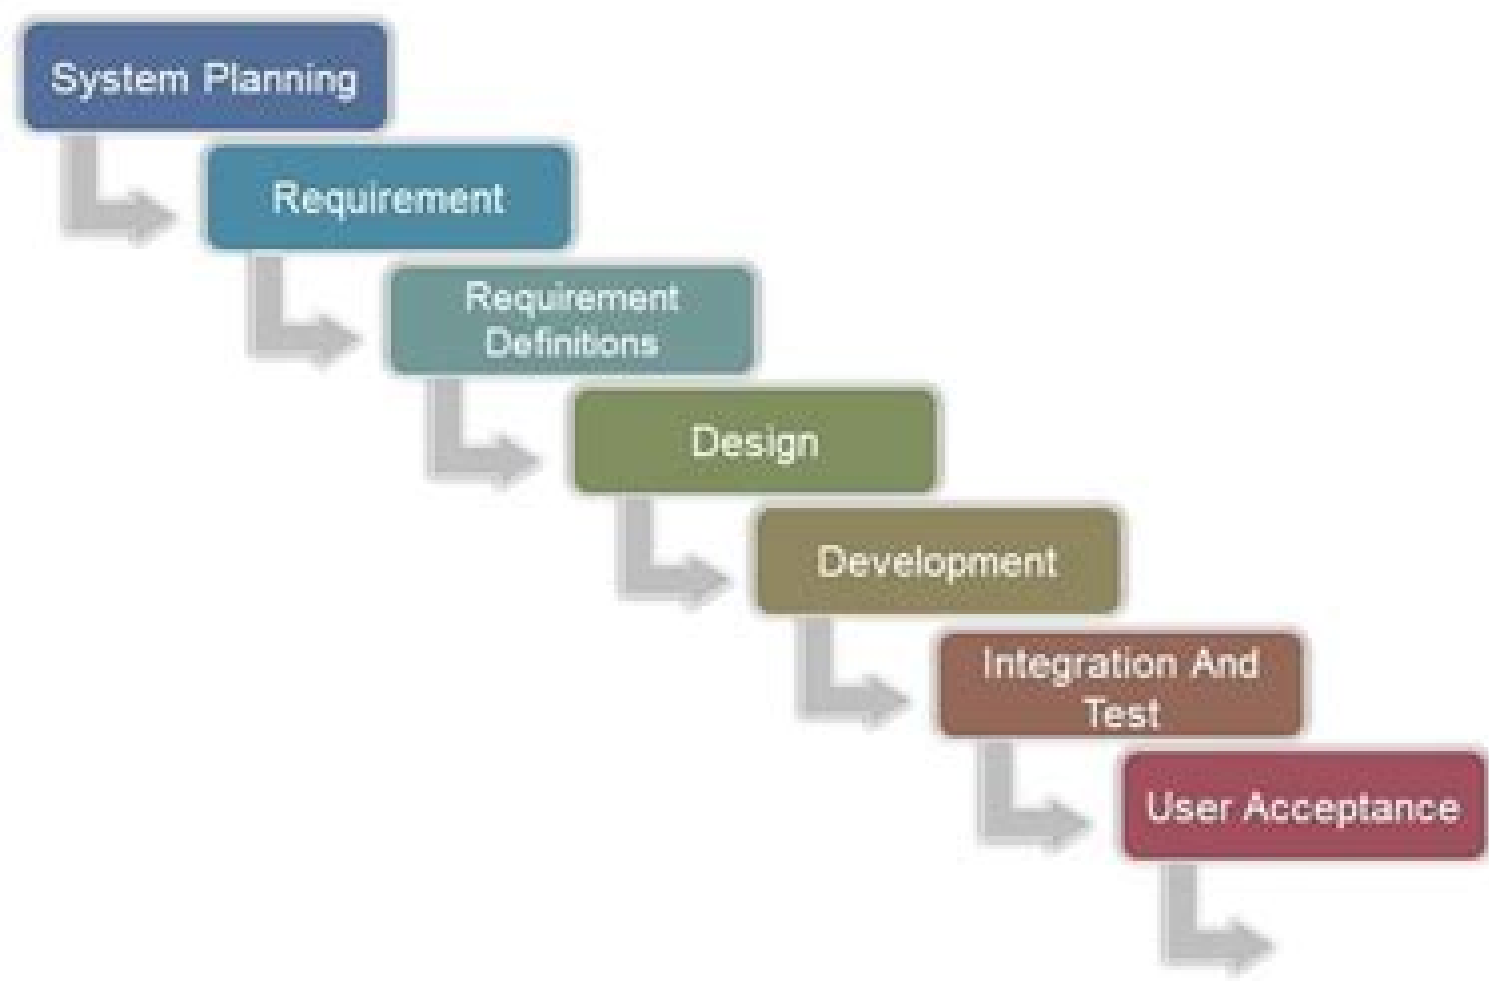 System Planning
Requirement
Requirement
Definitions
Design
Development
Integration And
Test
User Acceptance